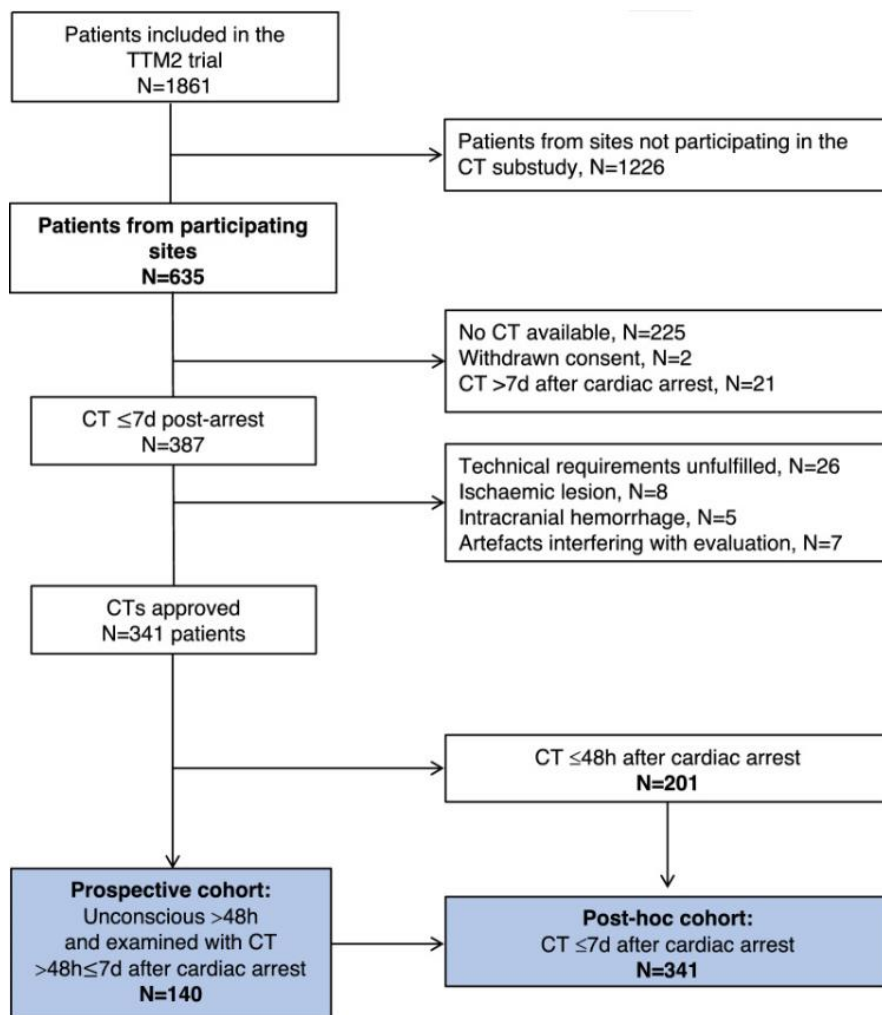 Patients included in the
TTM2 trial
N=1861
Patients from sites not participating in the
CT substudy, N=1226
Patients from participating
sites
N=635
No CT available, N=225
Withdrawn consent, N=2
CT >7d after cardiac arrest, N=21
CT ≤7d post-arrest
N=387
Technical requirements unfulfilled, N=26
Ischaemic lesion, N=8
Intracranial hemorrhage, N=5
Artefacts interfering with evaluation, N=7
CTs approved
N=341 patients
CT ≤48h after cardiac arrest
N=201
Prospective cohort:
Unconscious >48h
and examined with CT
>48h≤7d after cardiac arrest
N=140
Post-hoc cohort:
CT ≤7d after cardiac arrest
N=341